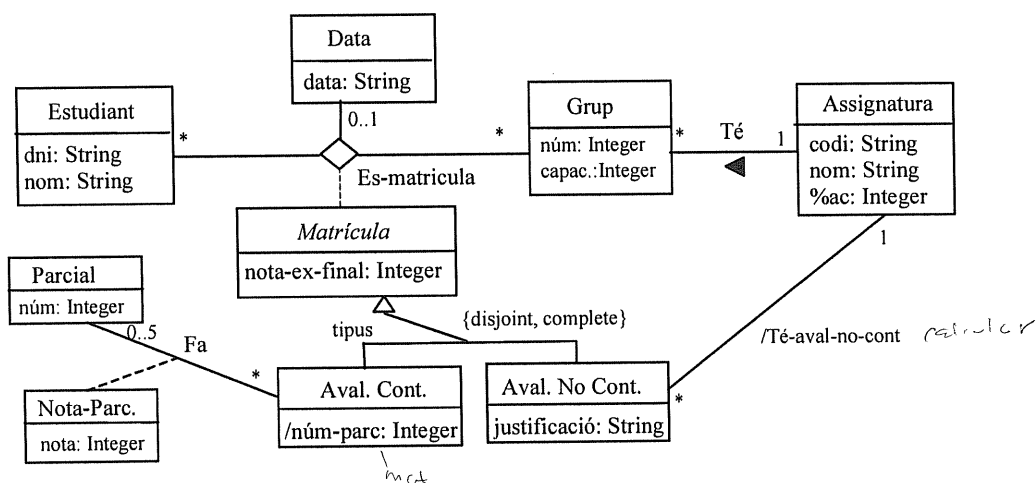 Data
data: String
Estudiant
dni: String
nom: String
*
0..1
*
Es-matricula
Grup
núm: Integer
capac.:Integer
*
Té
1
Assignatura
codi: String
nom: String
%ac: Integer
1
Matrícula
nota-ex-final: Integer
Parcial
núm: Integer
0..5
Fa
*
tipus
{disjoint, complete}
/Té-aval-no-cont
*
Nota-Parc.
nota: Integer
Aval. Cont.
/núm-parc: Integer
Aval. No Cont.
justificació: String